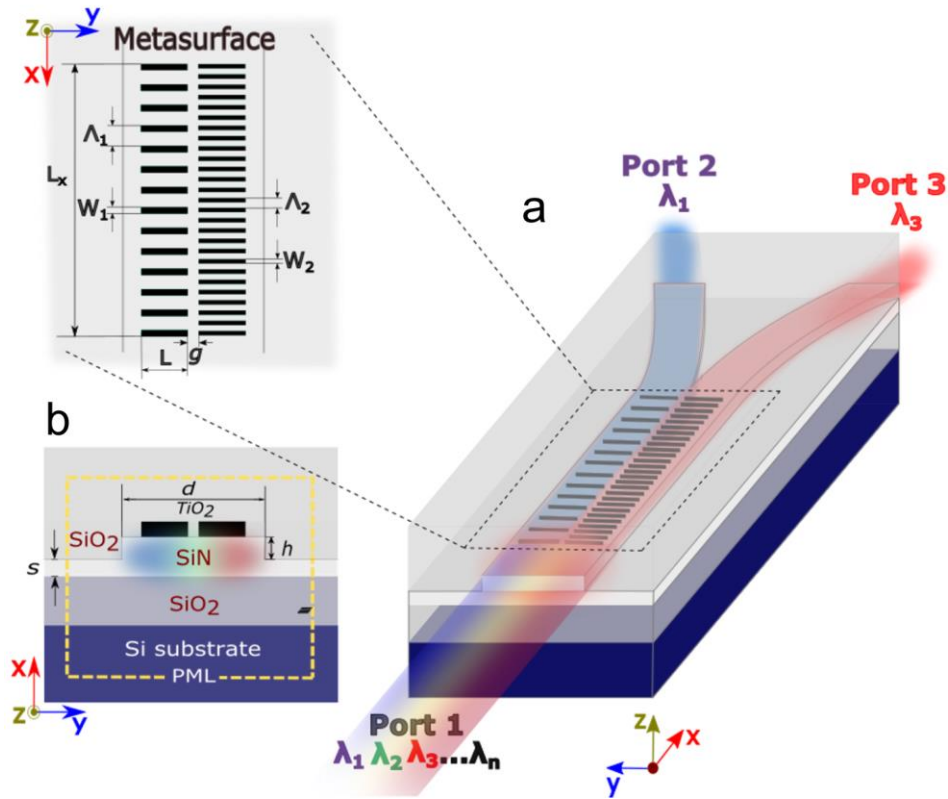 Z
y
X
Metasurface
Λ₁
Lₓ
W₁
Λ₂
W₂
L
g
a
Port 2
λ₁
Port 3
λ₃
b
d
TiO₂
SiO₂
SiN
h
s
SiO₂
Si substrate
PML
X
Z
y
Port 1
λ₁ λ₂ λ₃...λₙ
Z
X
y